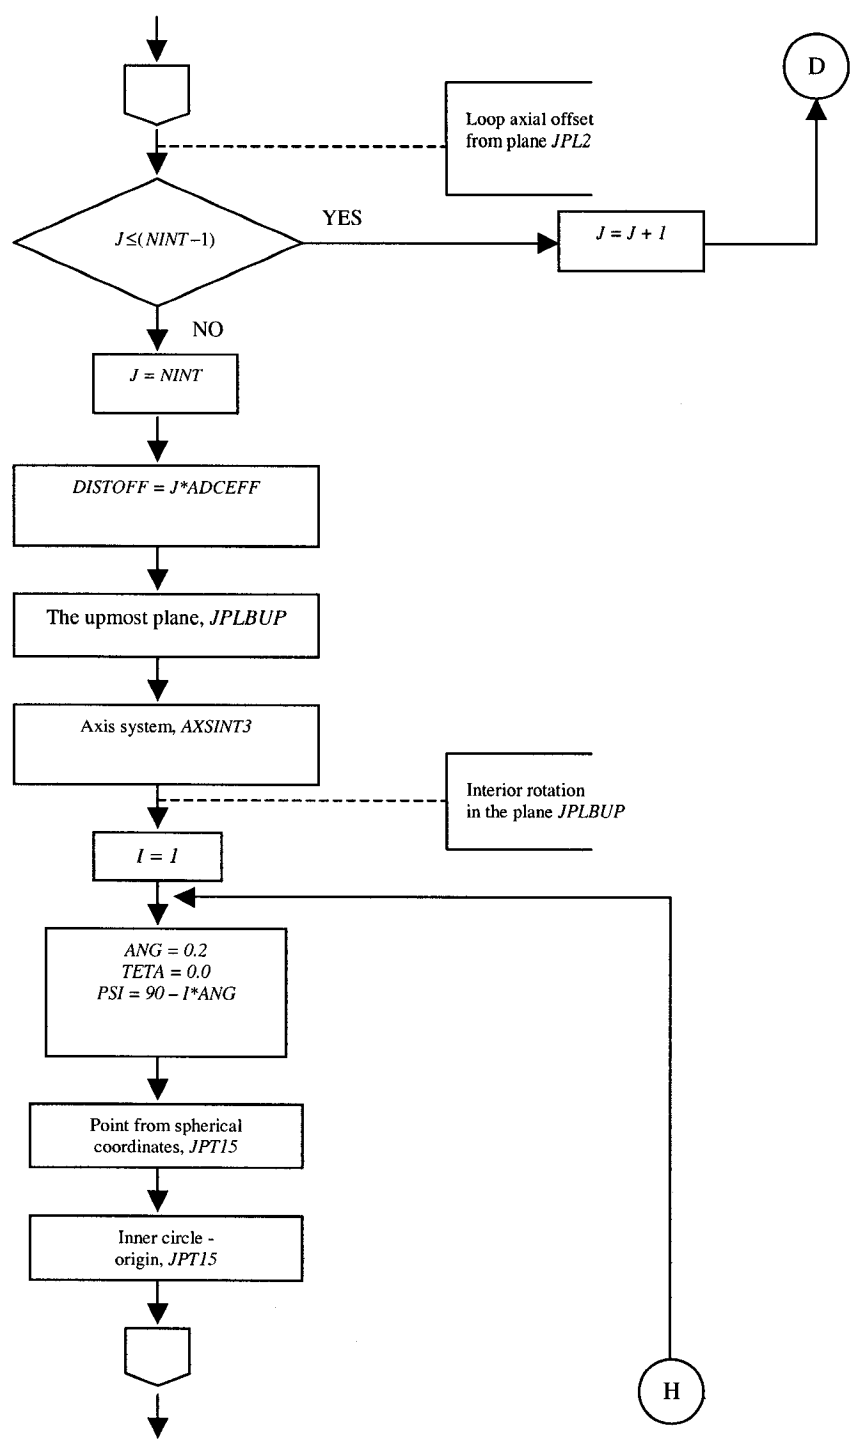 D
Loop axial offset
from plane JPL2
YES
J≤(NINT–1)
J = J + 1
NO
J = NINT
DISTOFF = J*ADCEFF
The upmost plane, JPLBUP
Axis system, AXSINT3
Interior rotation
in the plane JPLBUP
I = 1
ANG = 0.2
TETA = 0.0
PSI = 90 – I*ANG
Point from spherical
coordinates, JPT15
Inner circle -
origin, JPT15
H